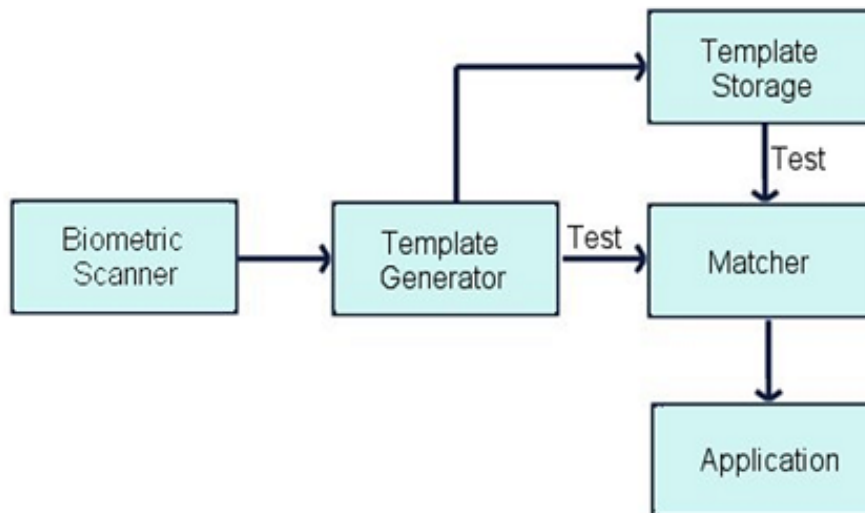 Template
Storage
Test
Biometric
Scanner
Template
Generator
Test
Matcher
Application